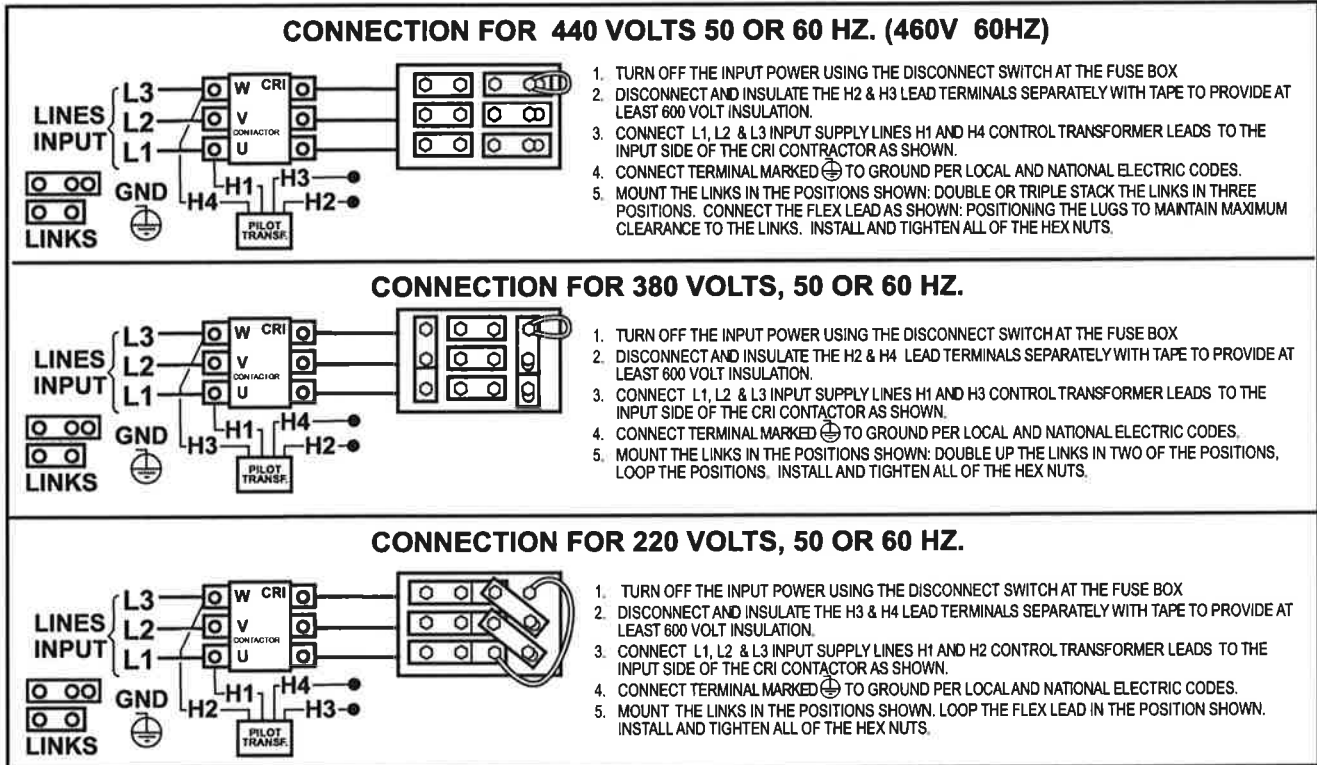 CONNECTION FOR 440 VOLTS 50 OR 60 HZ. (460V 60HZ)
LINES
INPUT
L3
L2
L1
W CRI
V
CONTACTOR
U
GND
LINKS
H1
H3
H4
H2
PILOT
TRANSF.
1. TURN OFF THE INPUT POWER USING THE DISCONNECT SWITCH AT THE FUSE BOX
2. DISCONNECT AND INSULATE THE H2 & H3 LEAD TERMINALS SEPARATELY WITH TAPE TO PROVIDE AT
LEAST 600 VOLT INSULATION.
3. CONNECT L1, L2 & L3 INPUT SUPPLY LINES H1 AND H4 CONTROL TRANSFORMER LEADS TO THE
INPUT SIDE OF THE CRI CONTRACTOR AS SHOWN.
4. CONNECT TERMINAL MARKED TO GROUND PER LOCAL AND NATIONAL ELECTRIC CODES.
5. MOUNT THE LINKS IN THE POSITIONS SHOWN: DOUBLE OR TRIPLE STACK THE LINKS IN THREE
POSITIONS. CONNECT THE FLEX LEAD AS SHOWN: POSITIONING THE LUGS TO MAINTAIN MAXIMUM
CLEARANCE TO THE LINKS. INSTALL AND TIGHTEN ALL OF THE HEX NUTS.
CONNECTION FOR 380 VOLTS, 50 OR 60 HZ.
LINES
INPUT
L3
L2
L1
W CRI
V
CONTACTOR
U
GND
LINKS
H1
H4
H3
H2
PILOT
TRANSF.
1. TURN OFF THE INPUT POWER USING THE DISCONNECT SWITCH AT THE FUSE BOX
2. DISCONNECT AND INSULATE THE H2 & H4 LEAD TERMINALS SEPARATELY WITH TAPE TO PROVIDE AT
LEAST 600 VOLT INSULATION.
3. CONNECT L1, L2 & L3 INPUT SUPPLY LINES H1 AND H3 CONTROL TRANSFORMER LEADS TO THE
INPUT SIDE OF THE CRI CONTACTOR AS SHOWN.
4. CONNECT TERMINAL MARKED TO GROUND PER LOCAL AND NATIONAL ELECTRIC CODES.
5. MOUNT THE LINKS IN THE POSITIONS SHOWN: DOUBLE UP THE LINKS IN TWO OF THE POSITIONS,
LOOP THE POSITIONS. INSTALL AND TIGHTEN ALL OF THE HEX NUTS.
CONNECTION FOR 220 VOLTS, 50 OR 60 HZ.
LINES
INPUT
L3
L2
L1
W CRI
V
CONTACTOR
U
GND
LINKS
H1
H4
H2
H3
PILOT
TRANSF.
1. TURN OFF THE INPUT POWER USING THE DISCONNECT SWITCH AT THE FUSE BOX
2. DISCONNECT AND INSULATE THE H3 & H4 LEAD TERMINALS SEPARATELY WITH TAPE TO PROVIDE AT
LEAST 600 VOLT INSULATION.
3. CONNECT L1, L2 & L3 INPUT SUPPLY LINES H1 AND H2 CONTROL TRANSFORMER LEADS TO THE
INPUT SIDE OF THE CRI CONTACTOR AS SHOWN.
4. CONNECT TERMINAL MARKED TO GROUND PER LOCAL AND NATIONAL ELECTRIC CODES.
5. MOUNT THE LINKS IN THE POSITIONS SHOWN. LOOP THE FLEX LEAD IN THE POSITION SHOWN.
INSTALL AND TIGHTEN ALL OF THE HEX NUTS.